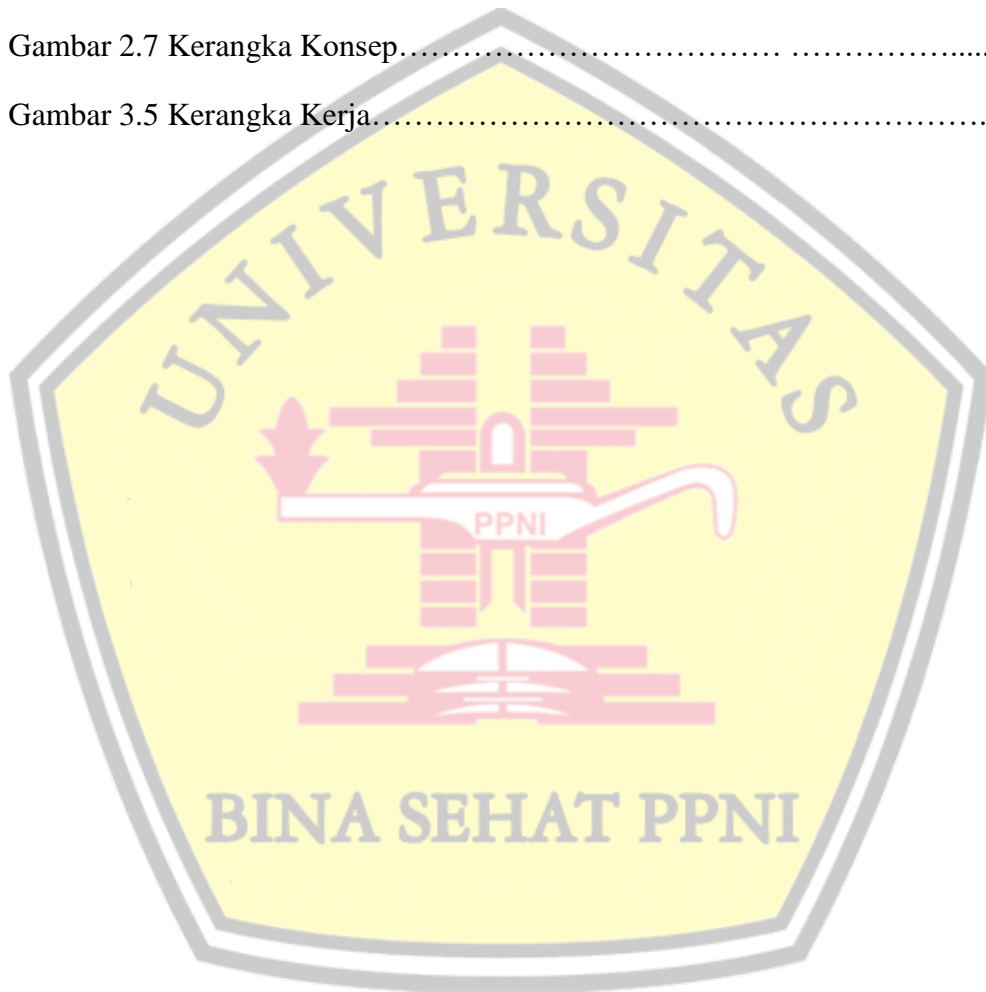 Gambar 2.7 Kerangka Konsep……………………………… …………….....
Gambar 3.5 Kerangka Kerja………………………………………………….
UNIVERSITAS
PPNI
BINA SEHAT PPNI